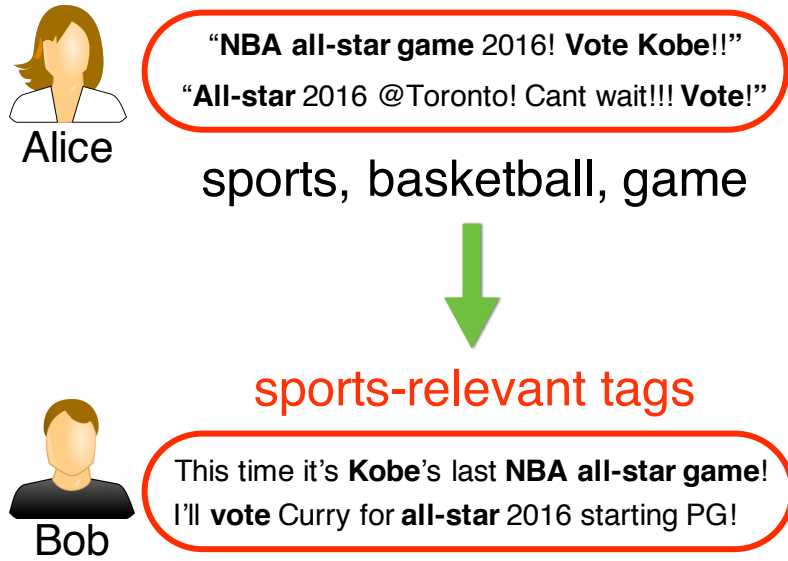 “NBA all-star game 2016! Vote Kobe!!”
“All-star 2016 @Toronto! Cant wait!!! Vote!”
Alice
sports, basketball, game
sports-relevant tags
This time it's Kobe's last NBA all-star game!
I'll vote Curry for all-star 2016 starting PG!
Bob